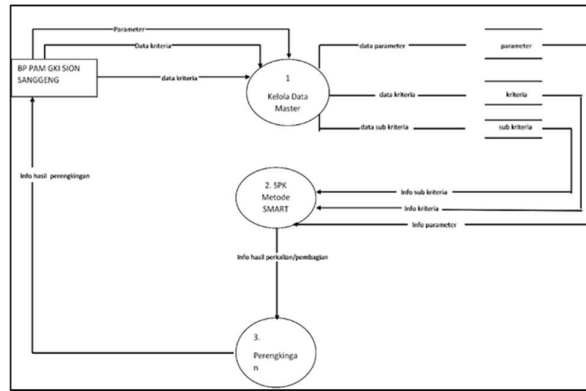 Parameter
Data kriteria
BP PAM GKI SION
SANGGENG
data kriteria
1
Kelola Data
Master
data parameter
parameter
data kriteria
kriteria
data sub kriteria
sub kriteria
Info hasil perengkingan
2. SPK
Metode
SMART
Info sub kriteria
Info kriteria
Info parameter
Info hasil perkalian/pembagian
3.
Perengkinga
n